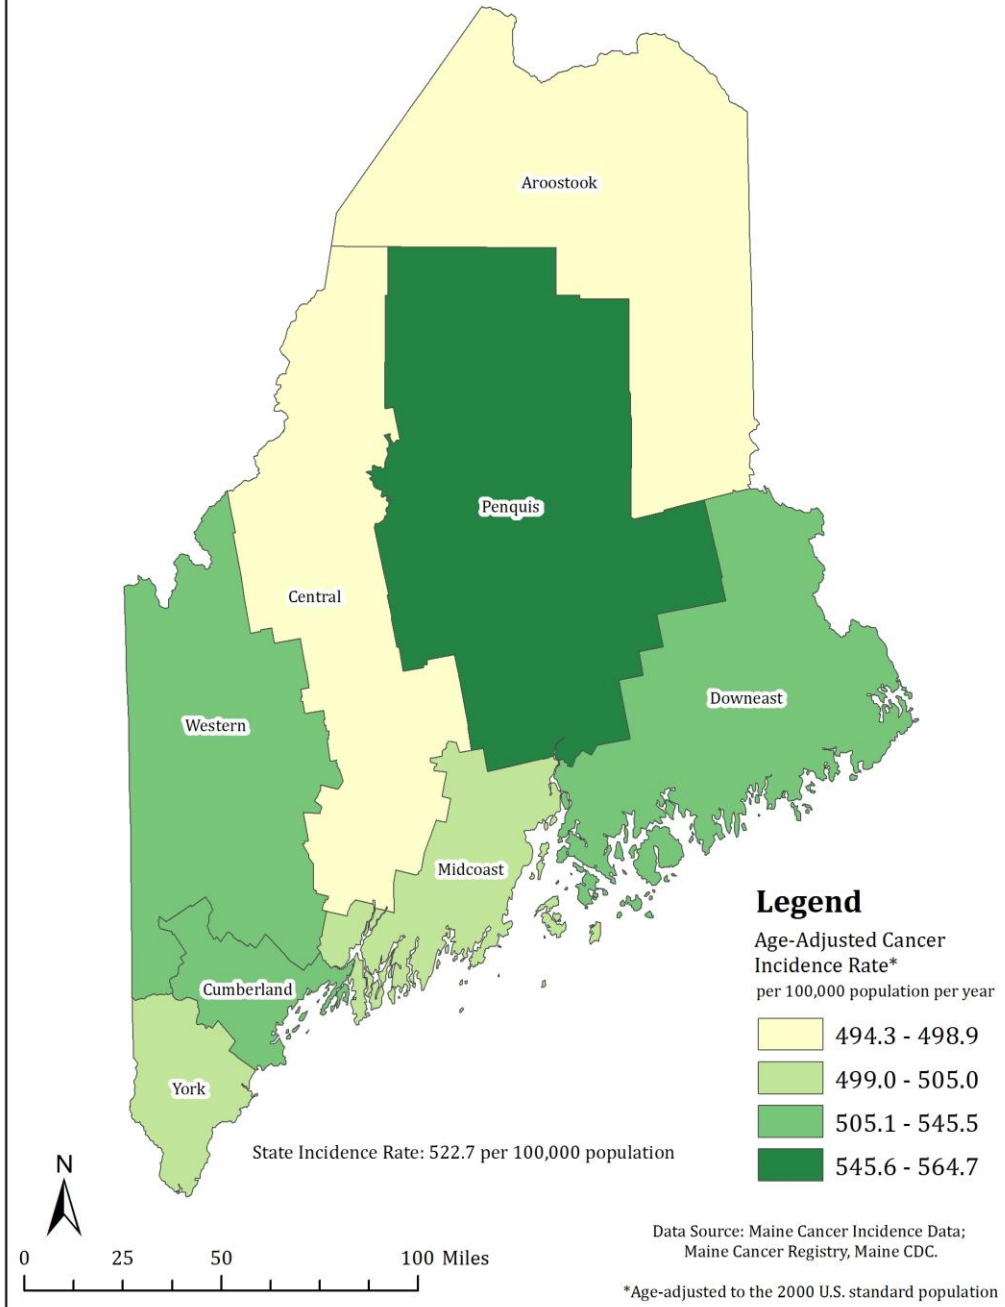 Aroostook
Penquis
Central
Downeast
Western
Midcoast
Cumberland
York
Legend
Age-Adjusted Cancer
Incidence Rate*
per 100,000 population per year
494.3 - 498.9
499.0 - 505.0
505.1 - 545.5
545.6 - 564.7
State Incidence Rate: 522.7 per 100,000 population
N
0 25 50 100 Miles
Data Source: Maine Cancer Incidence Data;
Maine Cancer Registry, Maine CDC.
*Age-adjusted to the 2000 U.S. standard population